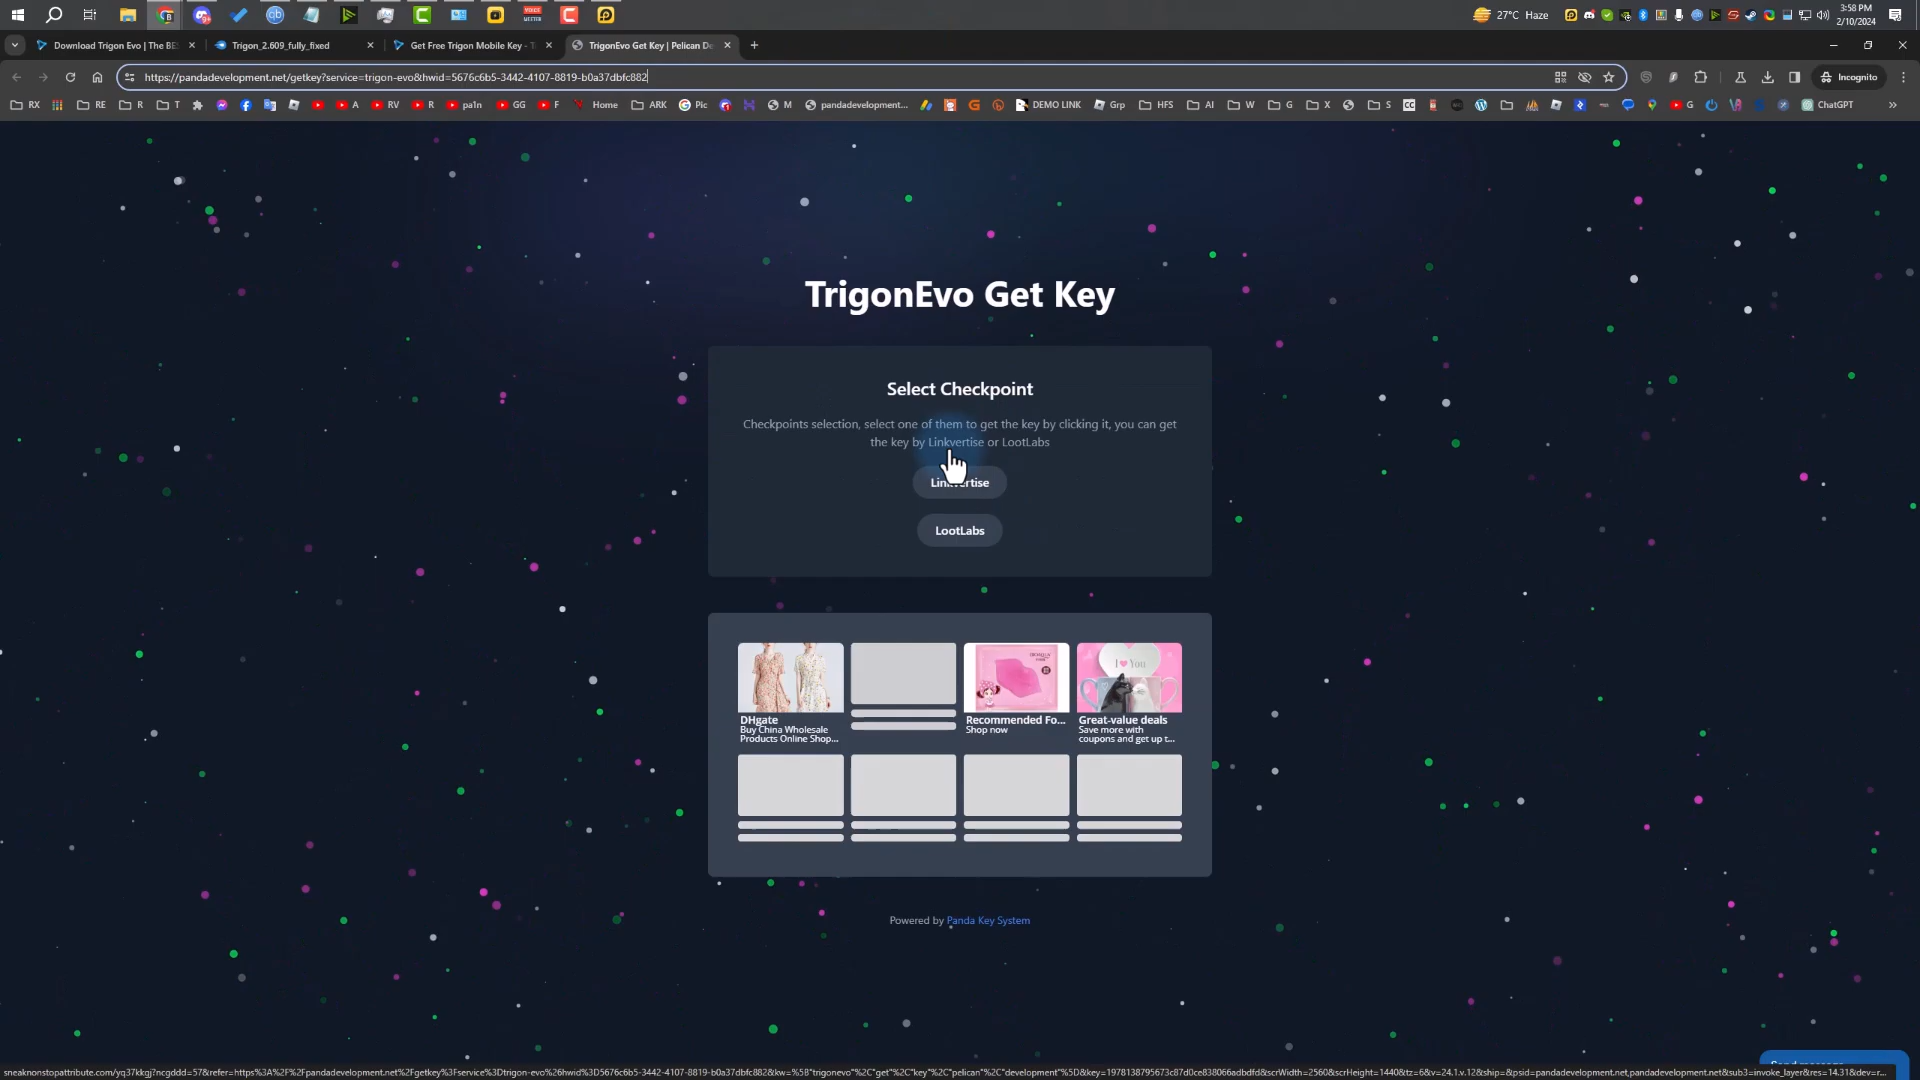 27°C Haze
3:58 PM
2/10/2024
Download Trigon Evo | The BE
Trigon_2.609_fully_fixed
Get Free Trigon Mobile Key - T
TrigonEvo Get Key | Pelican De
https://pandadevelopment.net/getkey?service=trigon-evo&hwid=5676c6b5-3442-4107-8819-b0a37dbfc882
Incognito
RX RE R T A RV R pa1n GG F Home ARK Pic M pandadevelopment... DEMO LINK Grp HFS AI W G X S CC G ChatGPT
TrigonEvo Get Key
Select Checkpoint
Checkpoints selection, select one of them to get the key by clicking it, you can get
the key by Linkvertise or LootLabs
Linkvertise
LootLabs
DHgate
Buy China Wholesale
Products Online Shop...
Recommended Fo...
Shop now
Great-value deals
Save more with
coupons and get up t...
Powered by Panda Key System